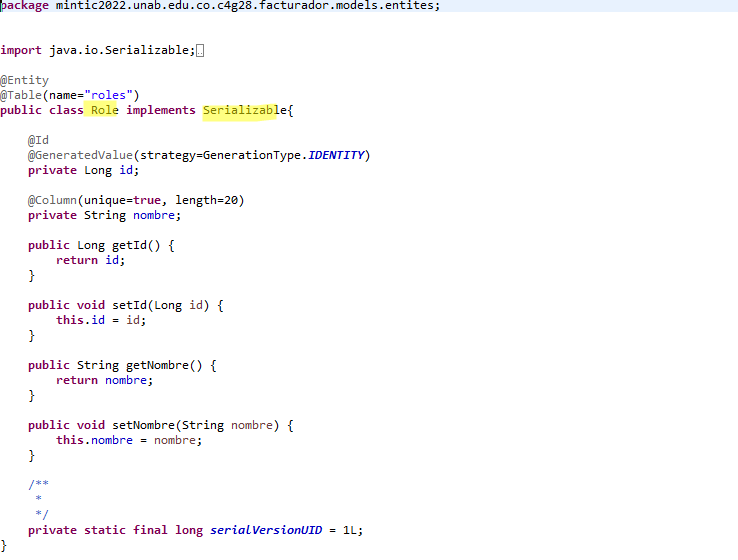 package mintic2022.unab.edu.co.c4g28.facturador.models.entites;
import java.io.Serializable;
@Entity
@Table(name="roles")
public class Role implements Serializable{
@Id
@GeneratedValue(strategy=GenerationType.IDENTITY)
private Long id;
@Column(unique=true, length=20)
private String nombre;
public Long getId() {
return id;
}
public void setId(Long id) {
this.id = id;
}
public String getNombre() {
return nombre;
}
public void setNombre(String nombre) {
this.nombre = nombre;
}
/**
*
*/
private static final long serialVersionUID = 1L;
}